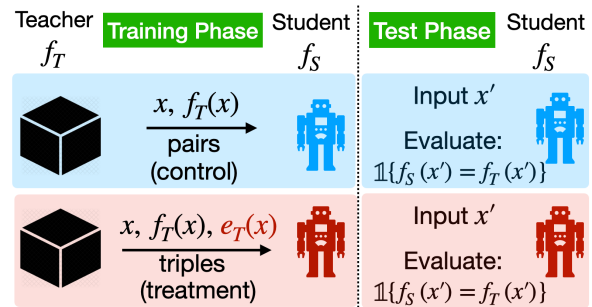 Teacher Training Phase Student Test Phase Student
f_T f_S f_S
x, f_T(x)
pairs
(control)
Input x′
Evaluate:
𝟙{f_S(x′) = f_T(x′)}
x, f_T(x), e_T(x)
triples
(treatment)
Input x′
Evaluate:
𝟙{f_S(x′) = f_T(x′)}